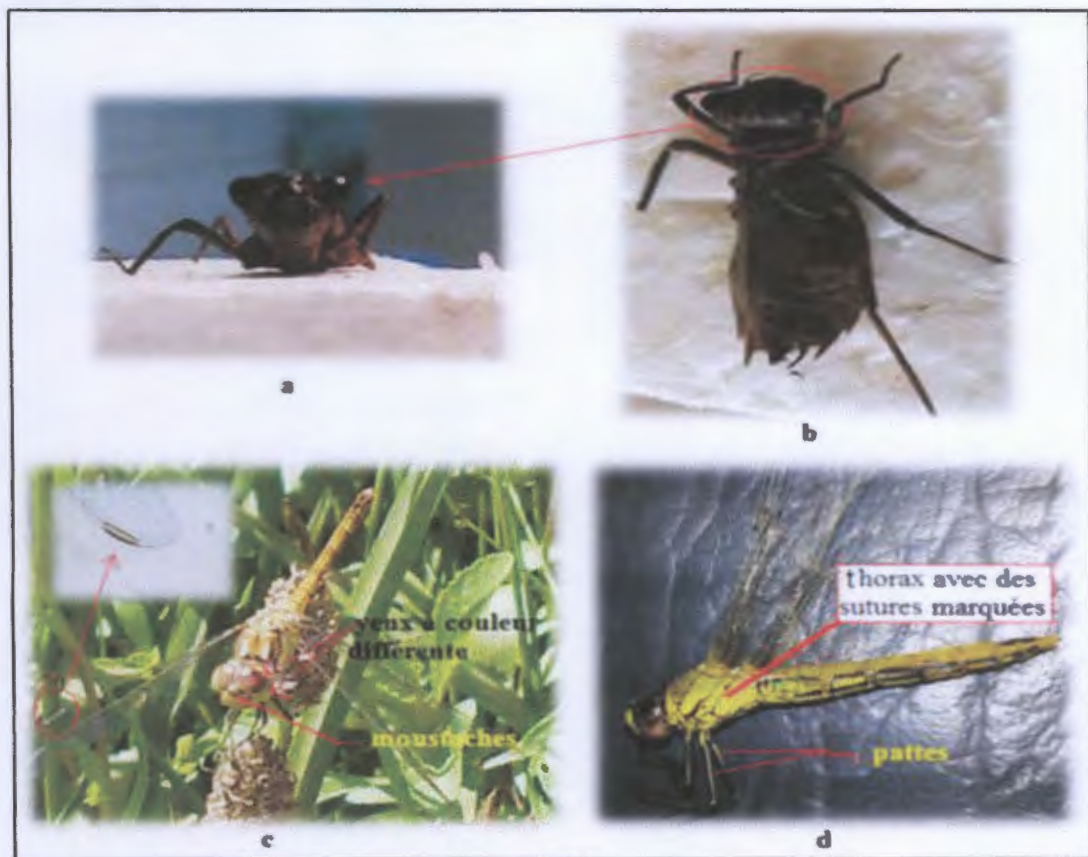 a
b
yeux à couleur
différente
moustaches
c
thorax avec des
sutures marquées
pattes
d